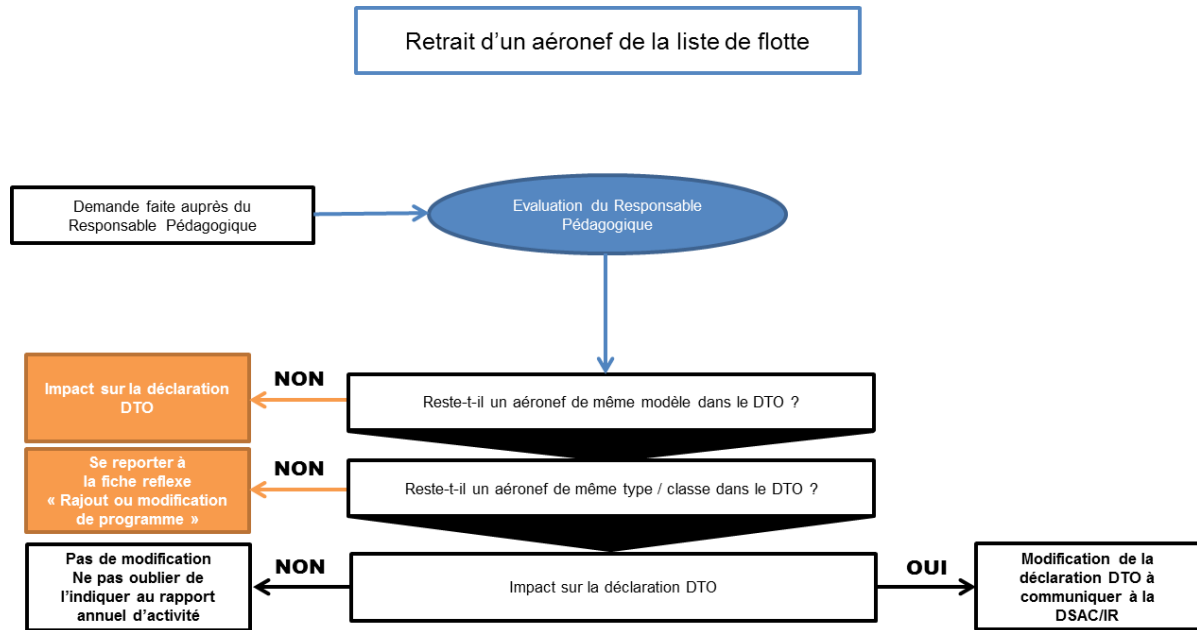 Retrait d’un aéronef de la liste de flotte
Demande faite auprès du
Responsable Pédagogique
Evaluation du Responsable
Pédagogique
Impact sur la déclaration
DTO
NON
Reste-t-il un aéronef de même modèle dans le DTO ?
Se reporter à
la fiche reflexe
« Rajout ou modification
de programme »
NON
Reste-t-il un aéronef de même type / classe dans le DTO ?
Pas de modification
Ne pas oublier de
l’indiquer au rapport
annuel d’activité
NON
Impact sur la déclaration DTO
OUI
Modification de la
déclaration DTO à
communiquer à la
DSAC/IR